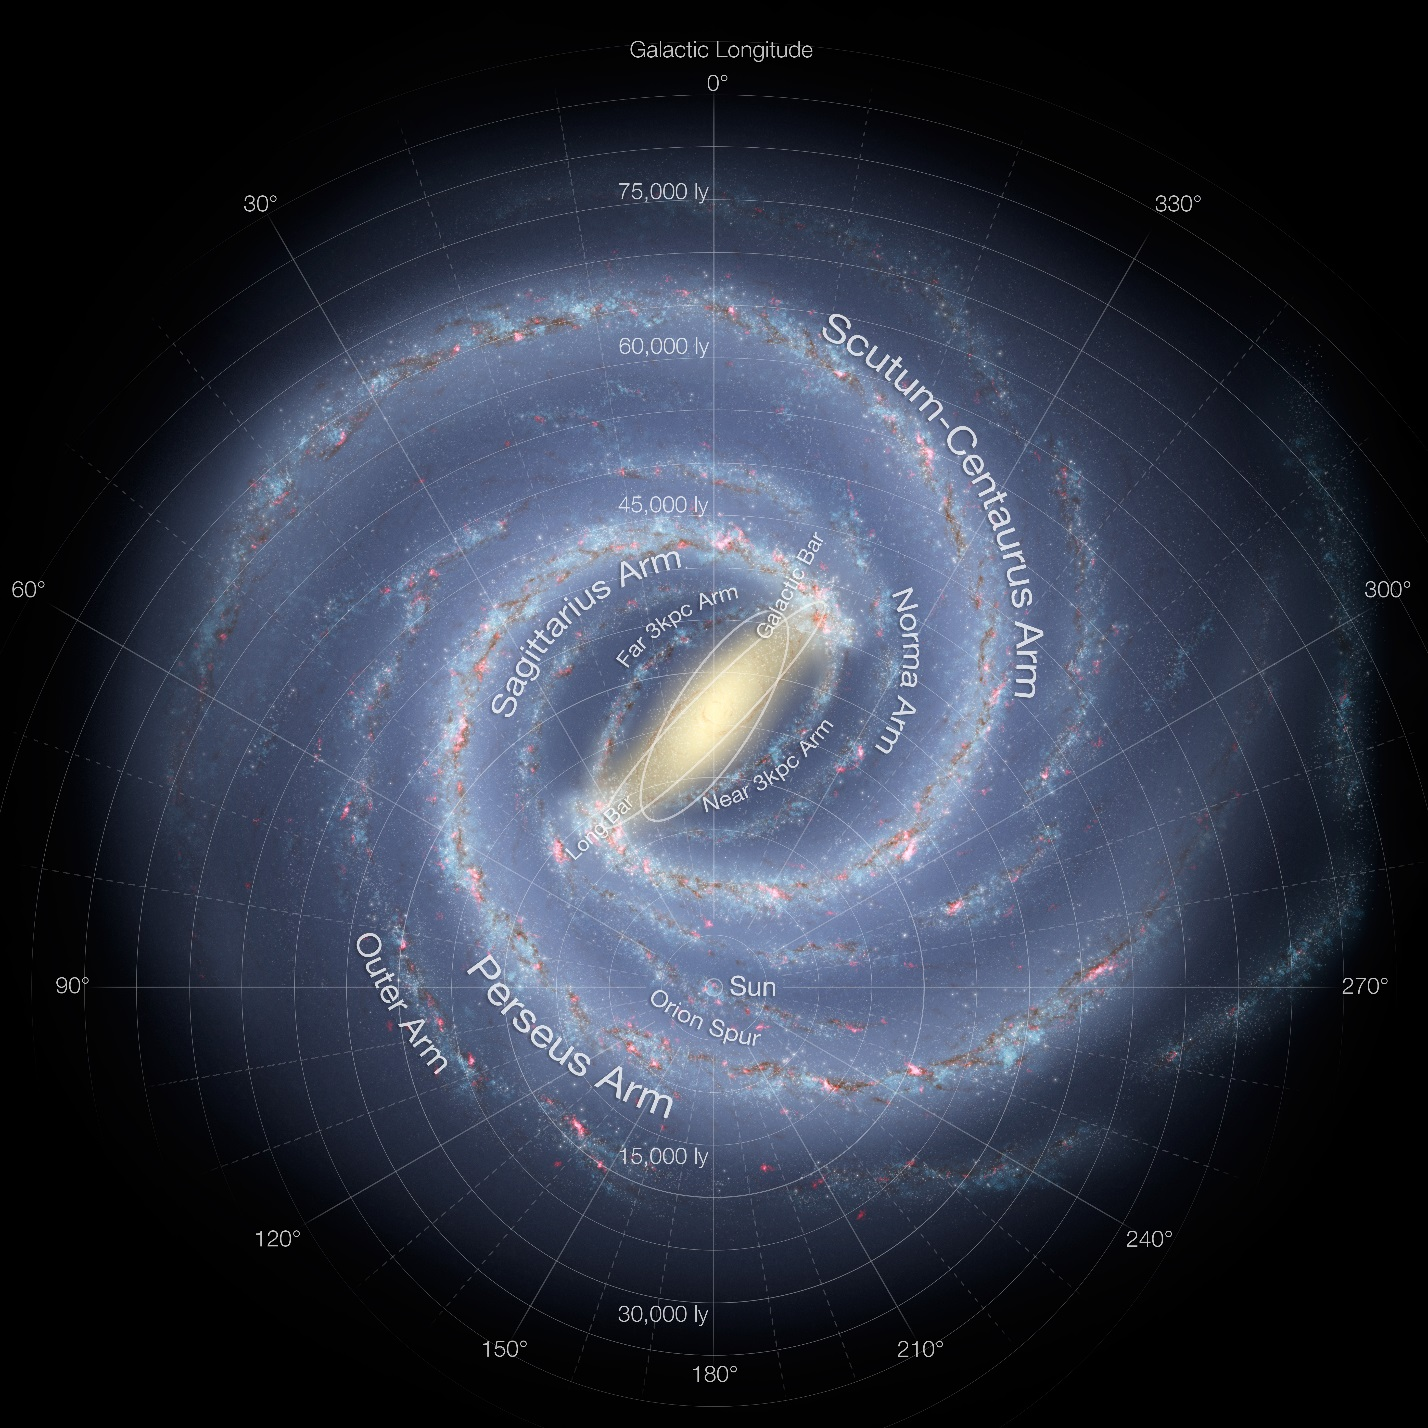 Galactic Longitude
0°
75,000 ly
30°
330°
60,000 ly
Scutum-Centaurus Arm
45,000 ly
Sagittarius Arm
Galactic Bar
Far 3kpc Arm
60°
300°
Norma Arm
Near 3kpc Arm
Long Bar
Outer Arm
Perseus Arm
90°
Sun
270°
Orion Spur
15,000 ly
120°
240°
30,000 ly
150°
210°
180°